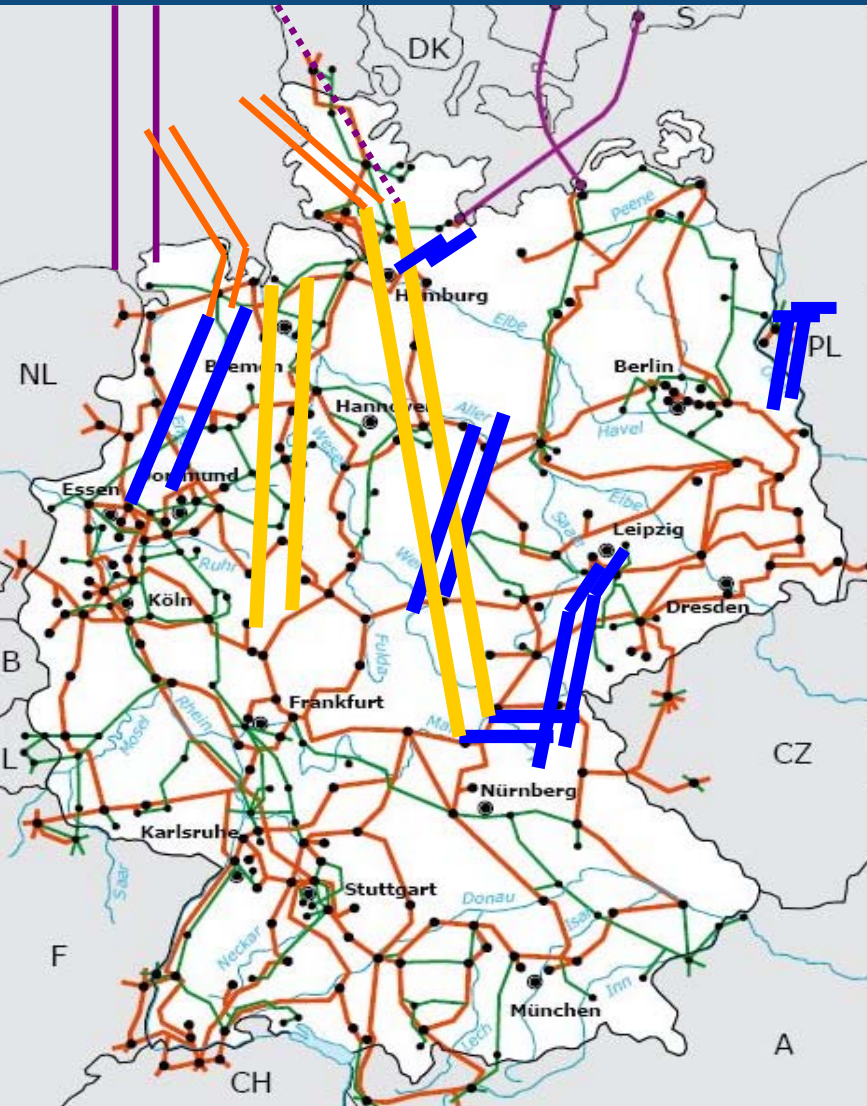 S
DK
Peene
Hamburg
Elbe
PL
NL
Bremen
Berlin
Hannover
Aller
Havel
Weser
Essen
Dortmund
Elbe
Saale
Leipzig
Ruhr
Köln
Dresden
B
Fulda
Frankfurt
Rhein
Mosel
L
CZ
Nürnberg
Karlsruhe
Saar
Stuttgart
Donau
Isar
F
Neckar
Inn
München
Lech
A
CH